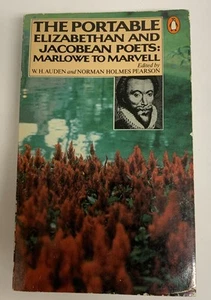 THE PORTABLE
ELIZABETHAN AND
JACOBEAN POETS:
MARLOWE TO MARVELL
Edited by
W.H. AUDEN and NORMAN HOLMES PEARSON